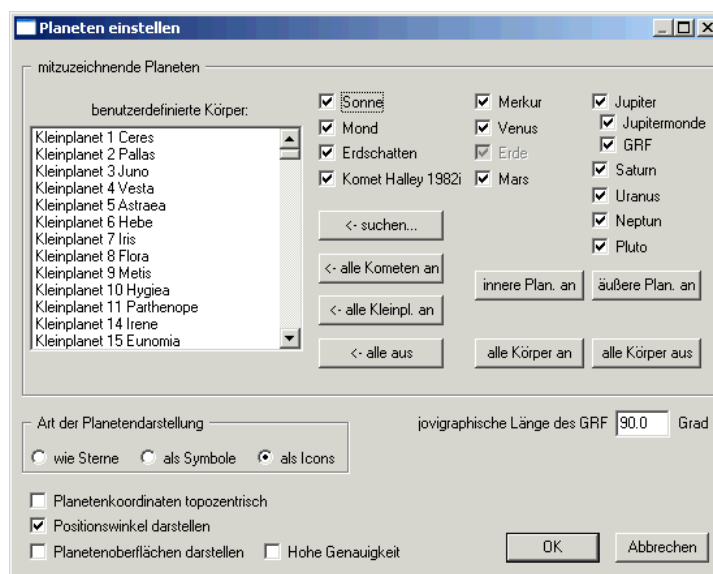 Planeten einstellen
mitzuzeichnende Planeten
benutzerdefinierte Körper:
Kleinplanet 1 Ceres
Kleinplanet 2 Pallas
Kleinplanet 3 Juno
Kleinplanet 4 Vesta
Kleinplanet 5 Astraea
Kleinplanet 6 Hebe
Kleinplanet 7 Iris
Kleinplanet 8 Flora
Kleinplanet 9 Metis
Kleinplanet 10 Hygiea
Kleinplanet 11 Parthenope
Kleinplanet 14 Irene
Kleinplanet 15 Eunomia
Sonne
Mond
Erdschatten
Komet Halley 1982i
Merkur
Venus
Erde
Mars
Jupiter
Jupitermonde
GRF
Saturn
Uranus
Neptun
Pluto
<- suchen...
<- alle Kometen an
<- alle Kleinpl. an
<- alle aus
innere Plan. an
äußere Plan. an
alle Körper an
alle Körper aus
Art der Planetendarstellung
wie Sterne
als Symbole
als Icons
jovigraphische Länge des GRF 90.0 Grad
Planetenkoordinaten topozentrisch
Positionswinkel darstellen
Planetenoberflächen darstellen
Hohe Genauigkeit
OK
Abbrechen